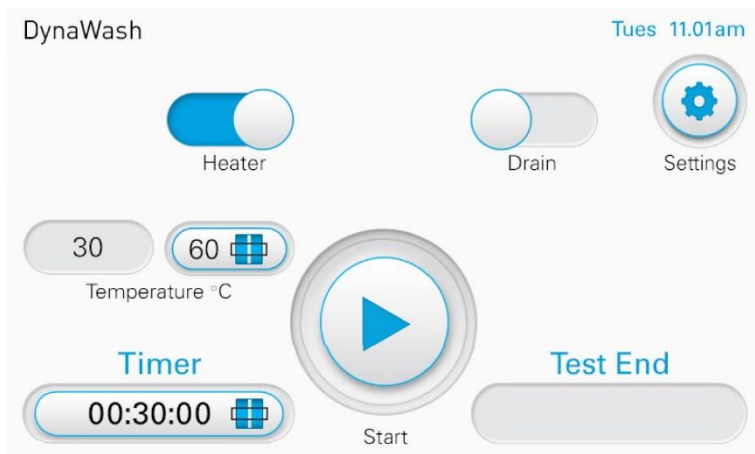 DynaWash
Tues 11.01am
Heater
Drain
Settings
30
60
Temperature °C
Timer
Test End
00:30:00
Start